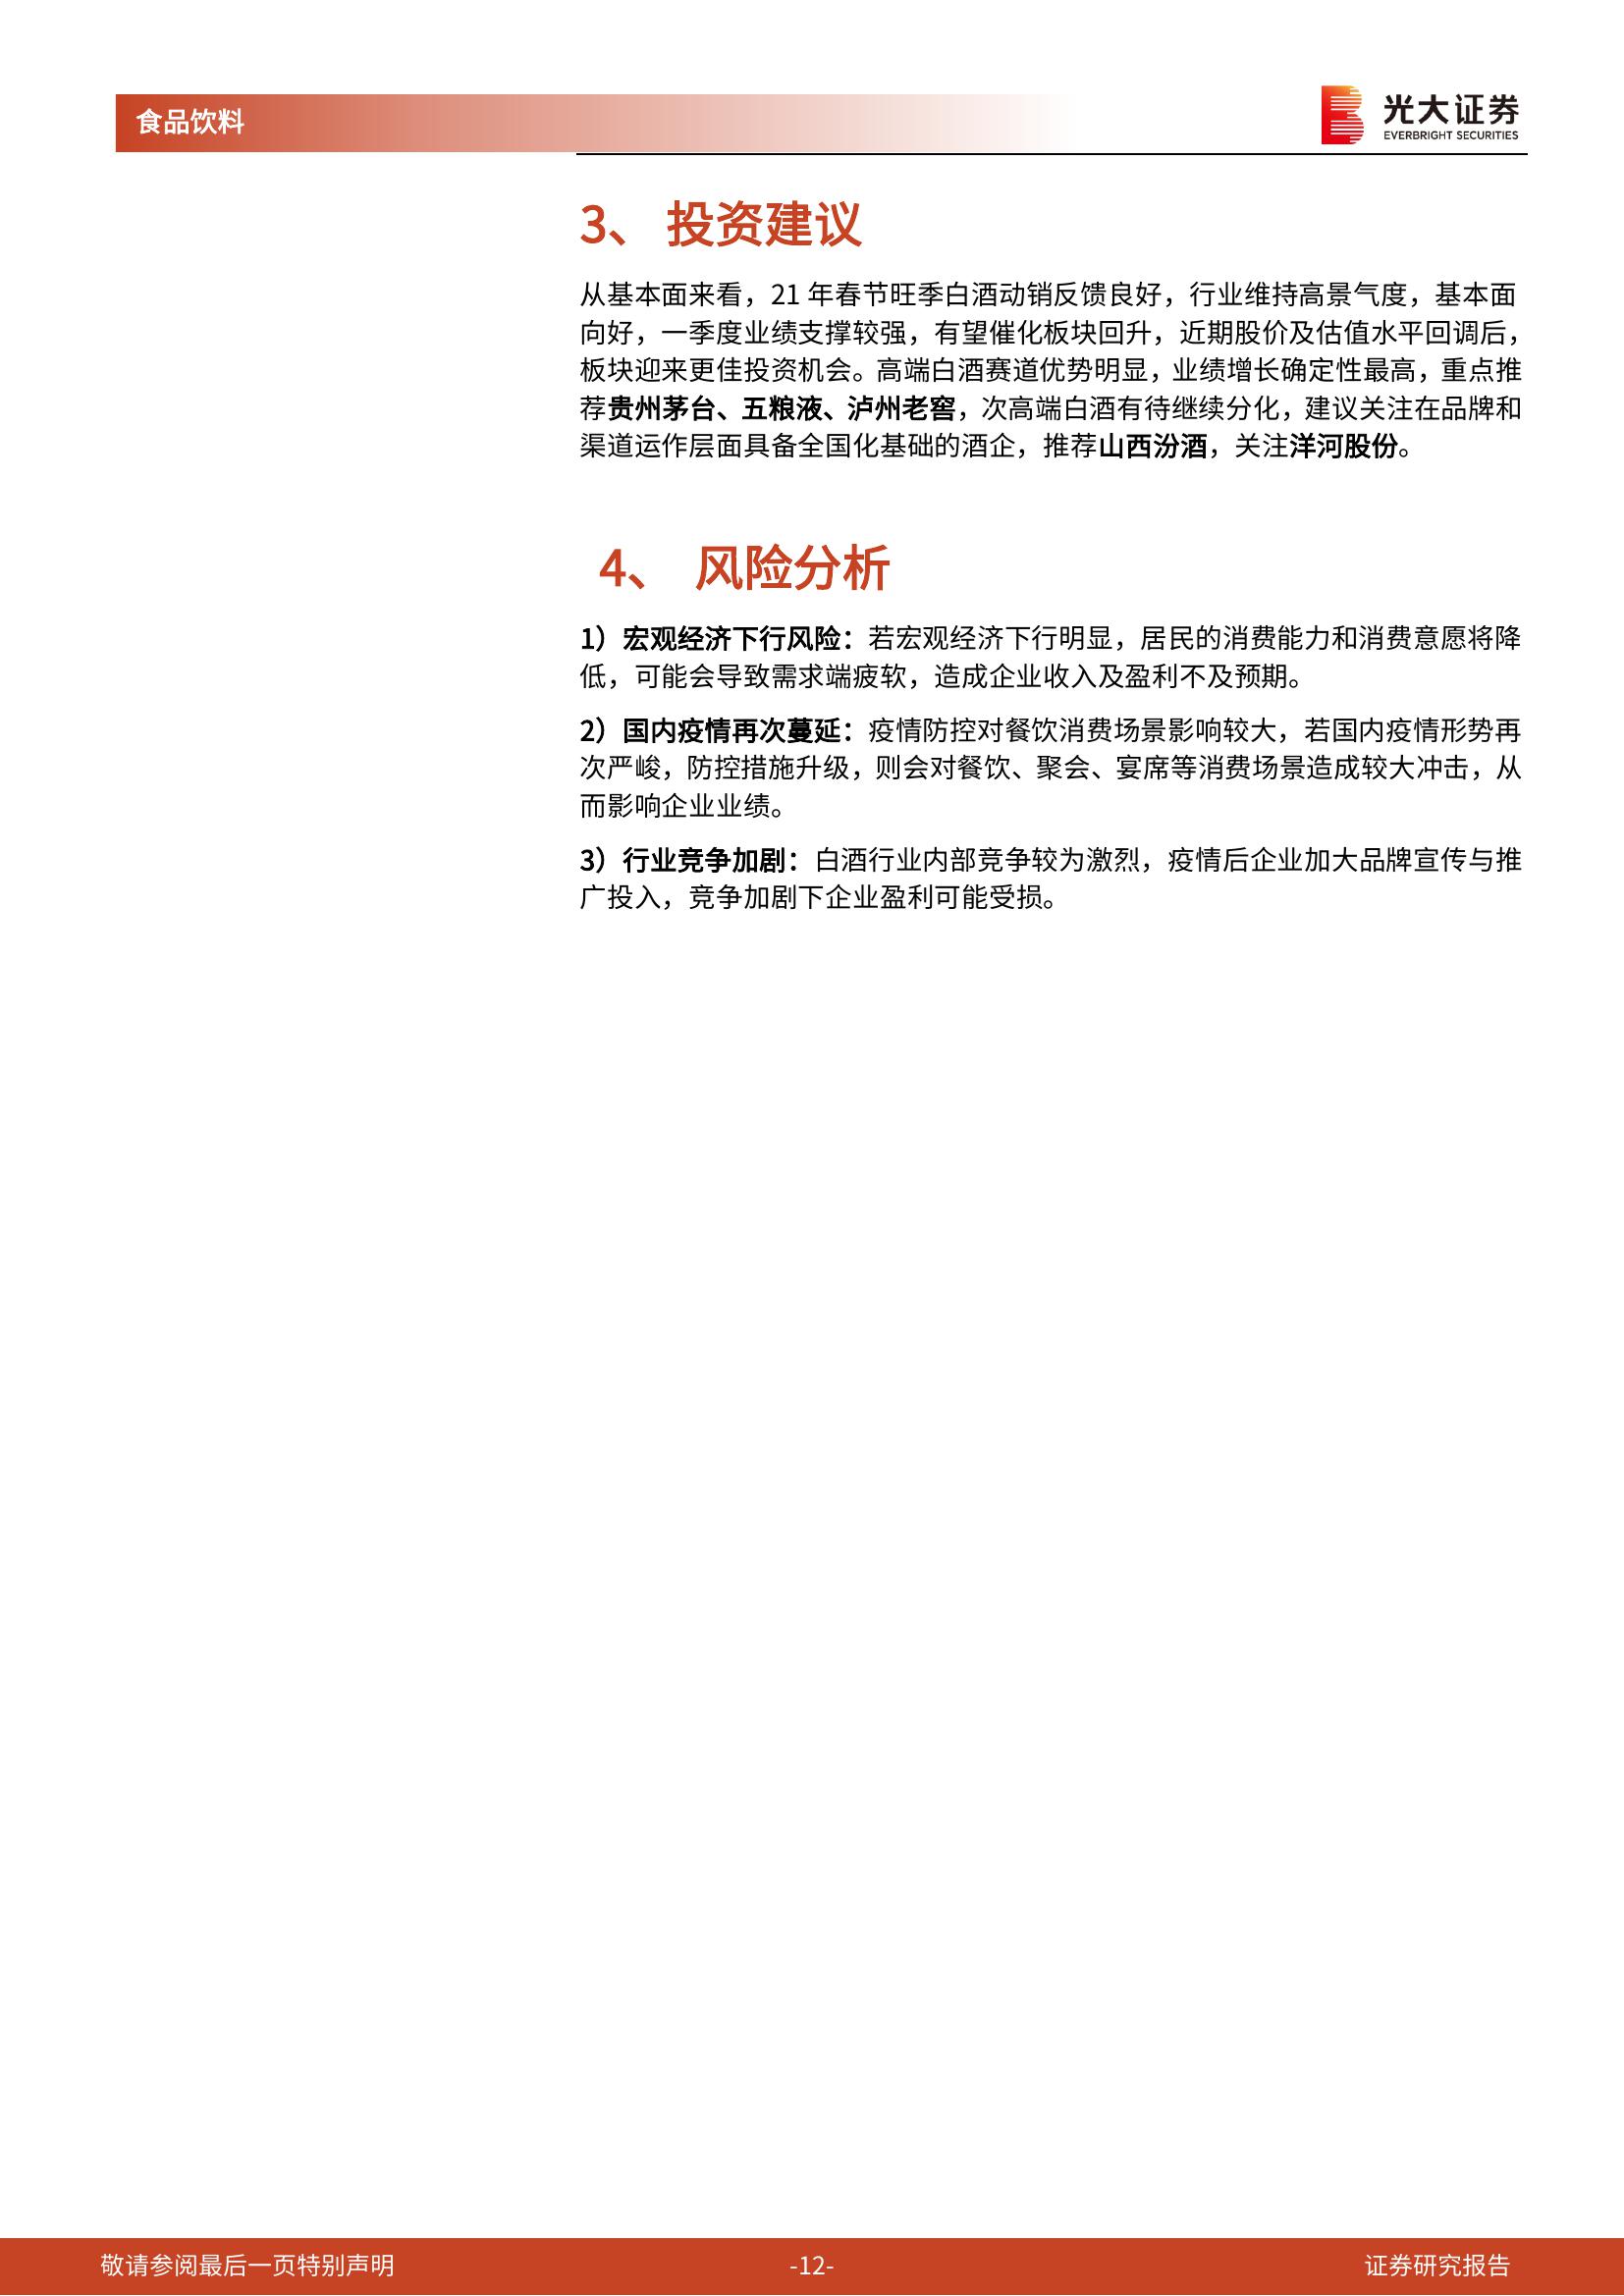 食品饮料
光大证券
EVERBRIGHT SECURITIES
3、 投资建议
从基本面来看，21 年春节旺季白酒动销反馈良好，行业维持高景气度，基本面
向好，一季度业绩支撑较强，有望催化板块回升，近期股价及估值水平回调后，
板块迎来更佳投资机会。高端白酒赛道优势明显，业绩增长确定性最高，重点推
荐贵州茅台、五粮液、泸州老窖，次高端白酒有待继续分化，建议关注在品牌和
渠道运作层面具备全国化基础的酒企，推荐山西汾酒，关注洋河股份。
4、 风险分析
1）宏观经济下行风险：若宏观经济下行明显，居民的消费能力和消费意愿将降
低，可能会导致需求端疲软，造成企业收入及盈利不及预期。
2）国内疫情再次蔓延：疫情防控对餐饮消费场景影响较大，若国内疫情形势再
次严峻，防控措施升级，则会对餐饮、聚会、宴席等消费场景造成较大冲击，从
而影响企业业绩。
3）行业竞争加剧：白酒行业内部竞争较为激烈，疫情后企业加大品牌宣传与推
广投入，竞争加剧下企业盈利可能受损。
敬请参阅最后一页特别声明
-12-
证券研究报告